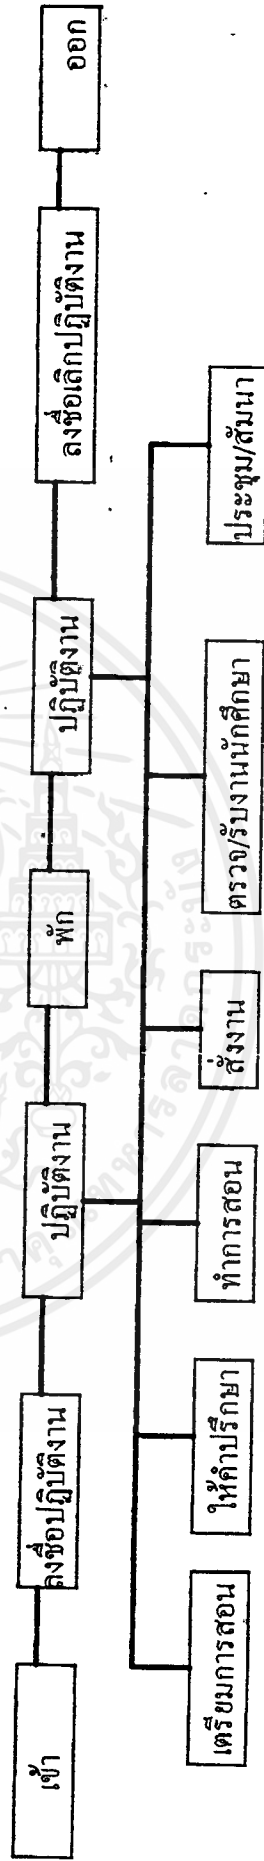 เข้า
ลงชื่อปฏิบัติงาน
ปฏิบัติงาน
พัก
ปฏิบัติงาน
ลงชื่อเลิกปฏิบัติงาน
ออก
เตรียมการสอน
ให้คำปรึกษา
ทำการสอน
สั่งงาน
ตรวจ/รับงานนักศึกษา
ประชุม/สัมนา